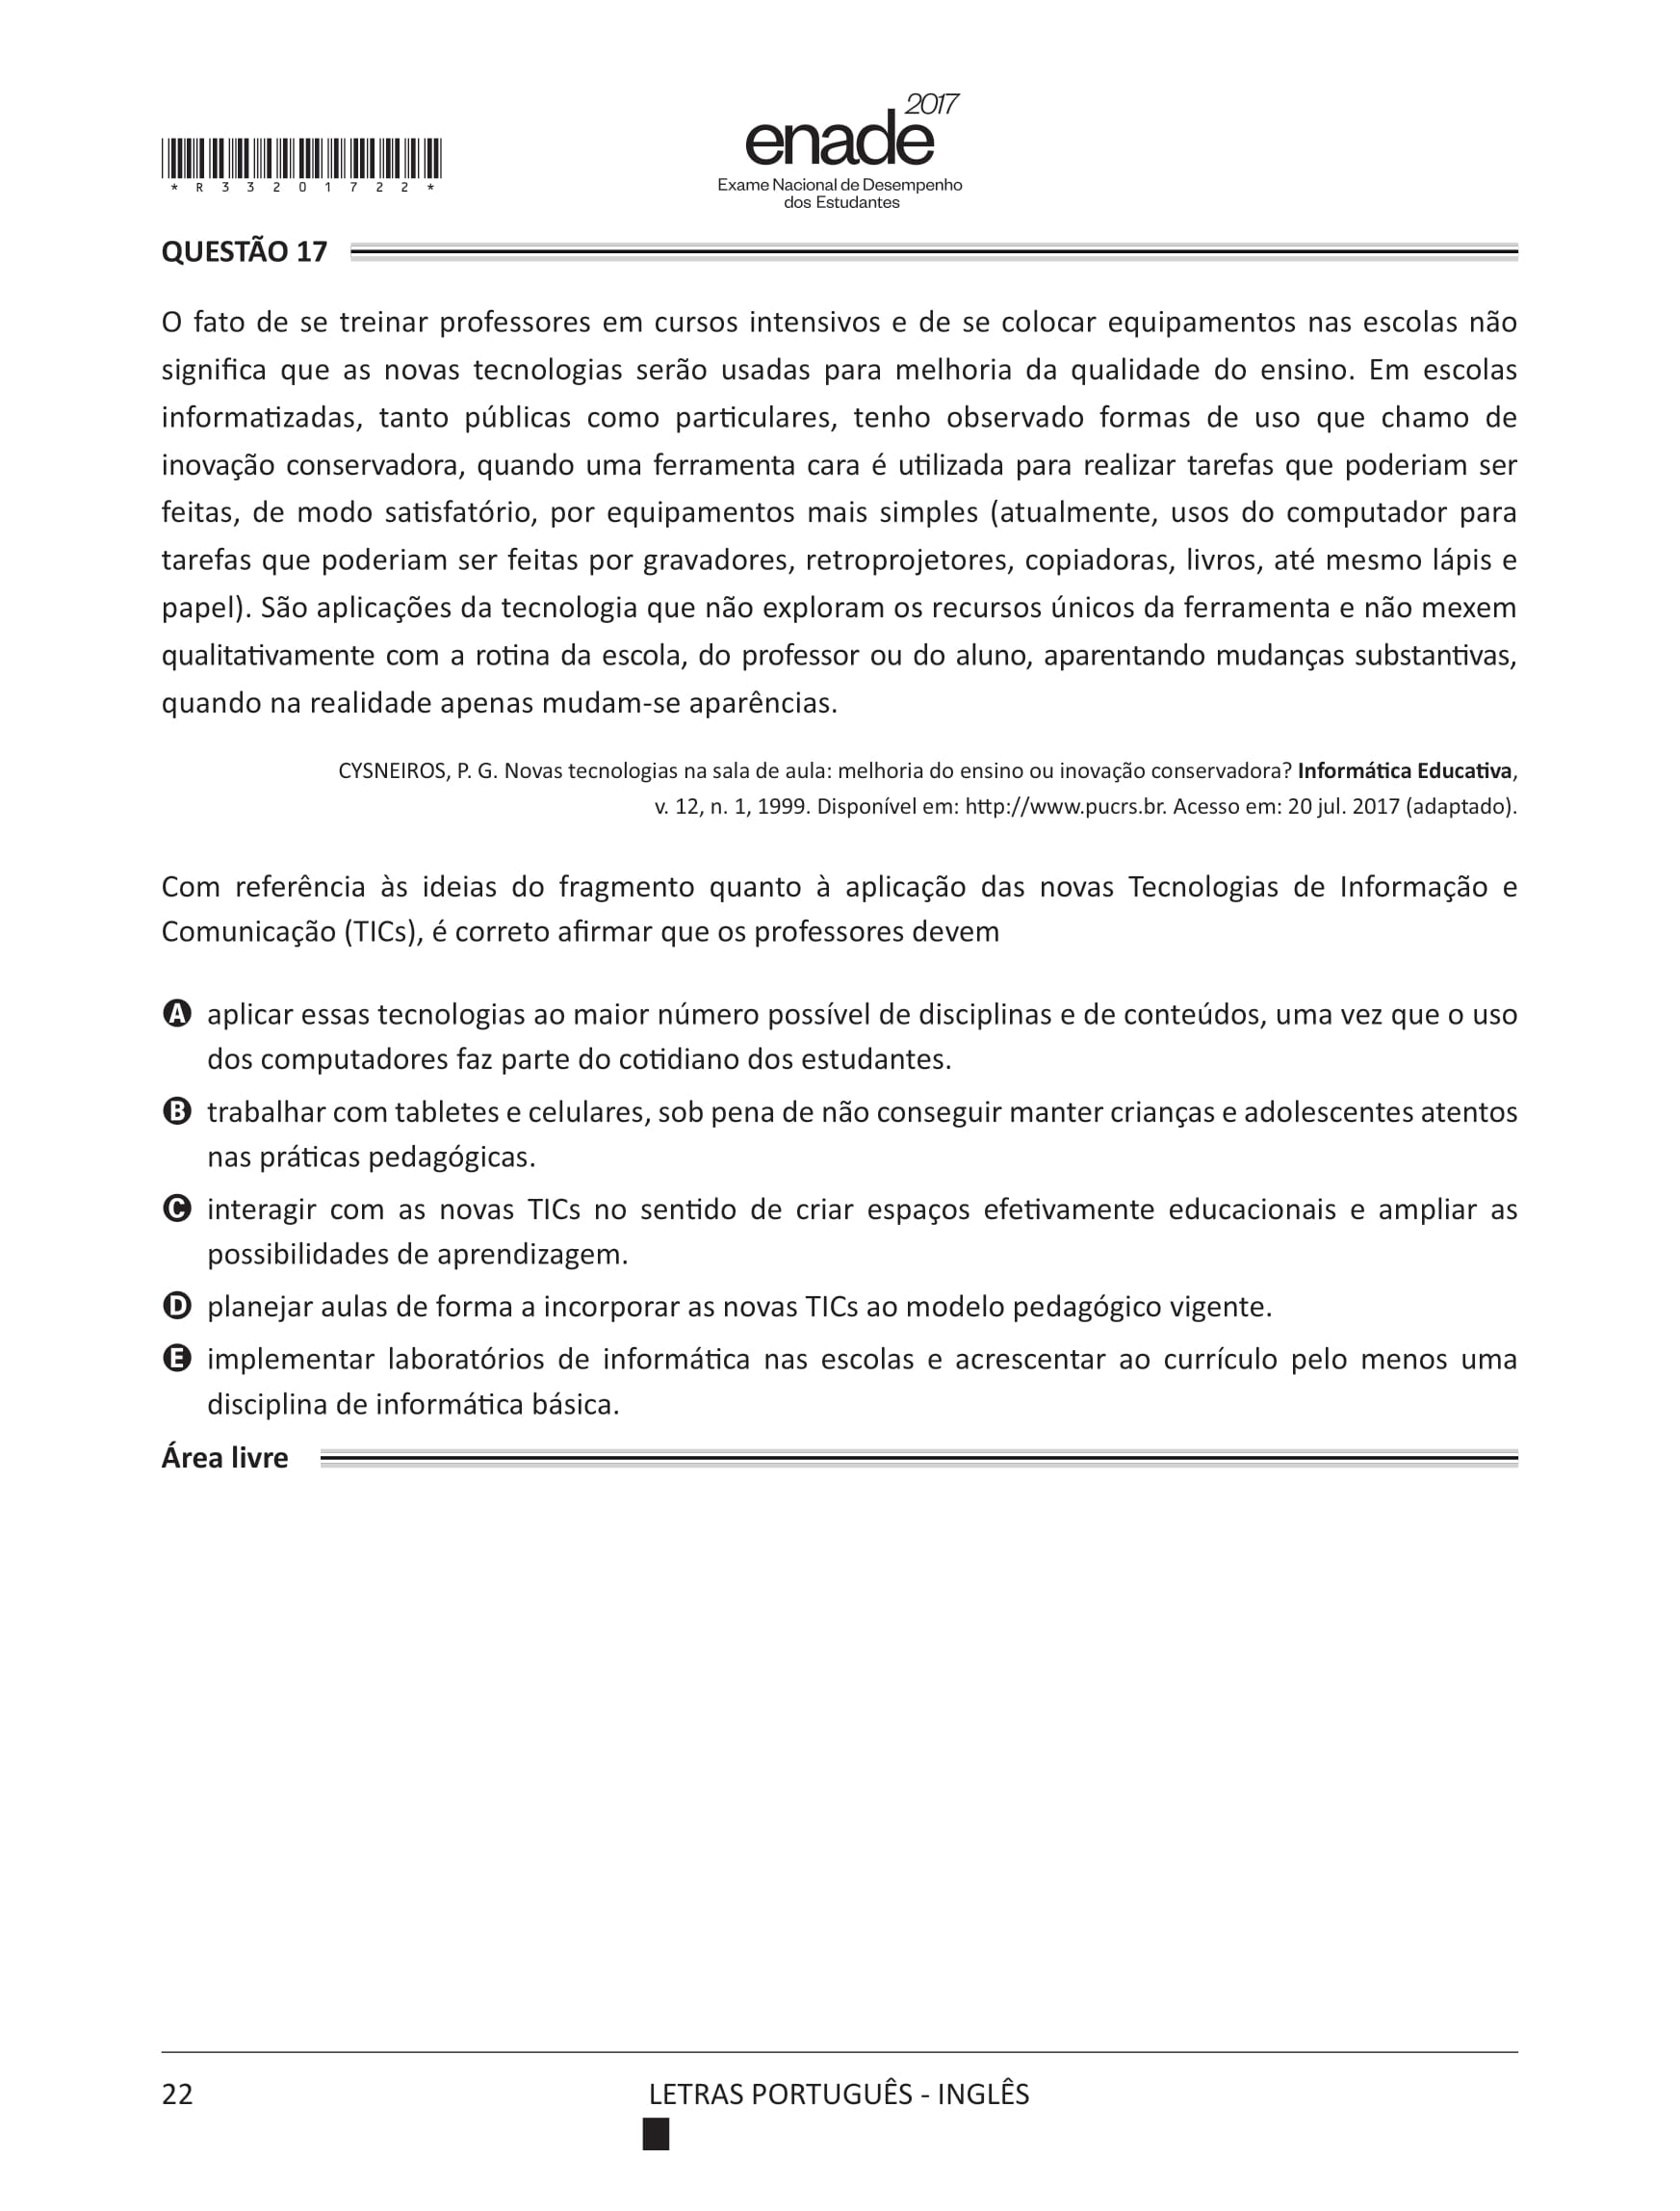 2017
enade
Exame Nacional de Desempenho
dos Estudantes
* R 3 3 2 0 1 7 2 2 *
QUESTÃO 17
O fato de se treinar professores em cursos intensivos e de se colocar equipamentos nas escolas não
significa que as novas tecnologias serão usadas para melhoria da qualidade do ensino. Em escolas
informatizadas, tanto públicas como particulares, tenho observado formas de uso que chamo de
inovação conservadora, quando uma ferramenta cara é utilizada para realizar tarefas que poderiam ser
feitas, de modo satisfatório, por equipamentos mais simples (atualmente, usos do computador para
tarefas que poderiam ser feitas por gravadores, retroprojetores, copiadoras, livros, até mesmo lápis e
papel). São aplicações da tecnologia que não exploram os recursos únicos da ferramenta e não mexem
qualitativamente com a rotina da escola, do professor ou do aluno, aparentando mudanças substantivas,
quando na realidade apenas mudam-se aparências.
CYSNEIROS, P. G. Novas tecnologias na sala de aula: melhoria do ensino ou inovação conservadora? Informática Educativa,
v. 12, n. 1, 1999. Disponível em: http://www.pucrs.br. Acesso em: 20 jul. 2017 (adaptado).
Com referência às ideias do fragmento quanto à aplicação das novas Tecnologias de Informação e
Comunicação (TICs), é correto afirmar que os professores devem
A aplicar essas tecnologias ao maior número possível de disciplinas e de conteúdos, uma vez que o uso
dos computadores faz parte do cotidiano dos estudantes.
B trabalhar com tabletes e celulares, sob pena de não conseguir manter crianças e adolescentes atentos
nas práticas pedagógicas.
C interagir com as novas TICs no sentido de criar espaços efetivamente educacionais e ampliar as
possibilidades de aprendizagem.
D planejar aulas de forma a incorporar as novas TICs ao modelo pedagógico vigente.
E implementar laboratórios de informática nas escolas e acrescentar ao currículo pelo menos uma
disciplina de informática básica.
Área livre
22
LETRAS PORTUGUÊS - INGLÊS